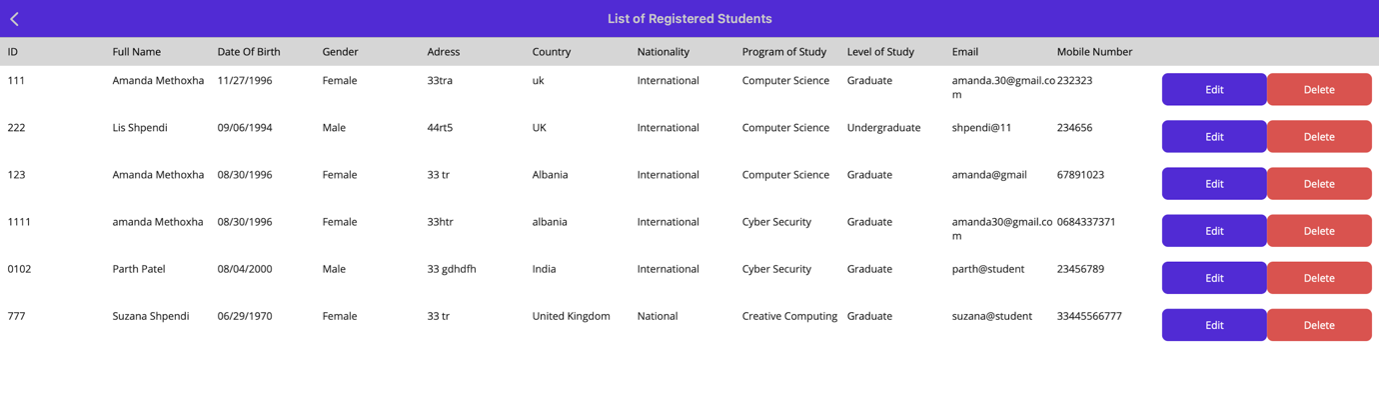 List of Registered Students
ID Full Name Date Of Birth Gender Adress Country Nationality Program of Study Level of Study Email Mobile Number
111 Amanda Methoxha 11/27/1996 Female 33tra uk International Computer Science Graduate amanda.30@gmail.co 232323
m
Edit Delete
222 Lis Shpendi 09/06/1994 Male 44rt5 UK International Computer Science Undergraduate shpendi@11 234656
Edit Delete
123 Amanda Methoxha 08/30/1996 Female 33 tr Albania International Computer Science Graduate amanda@gmail 67891023
Edit Delete
1111 amanda Methoxha 08/30/1996 Female 33htr albania International Cyber Security Graduate amanda30@gmail.co 0684337371
m
Edit Delete
0102 Parth Patel 08/04/2000 Male 33 gdhdfh India International Cyber Security Graduate parth@student 23456789
Edit Delete
777 Suzana Shpendi 06/29/1970 Female 33 tr United Kingdom National Creative Computing Graduate suzana@student 33445566777
Edit Delete